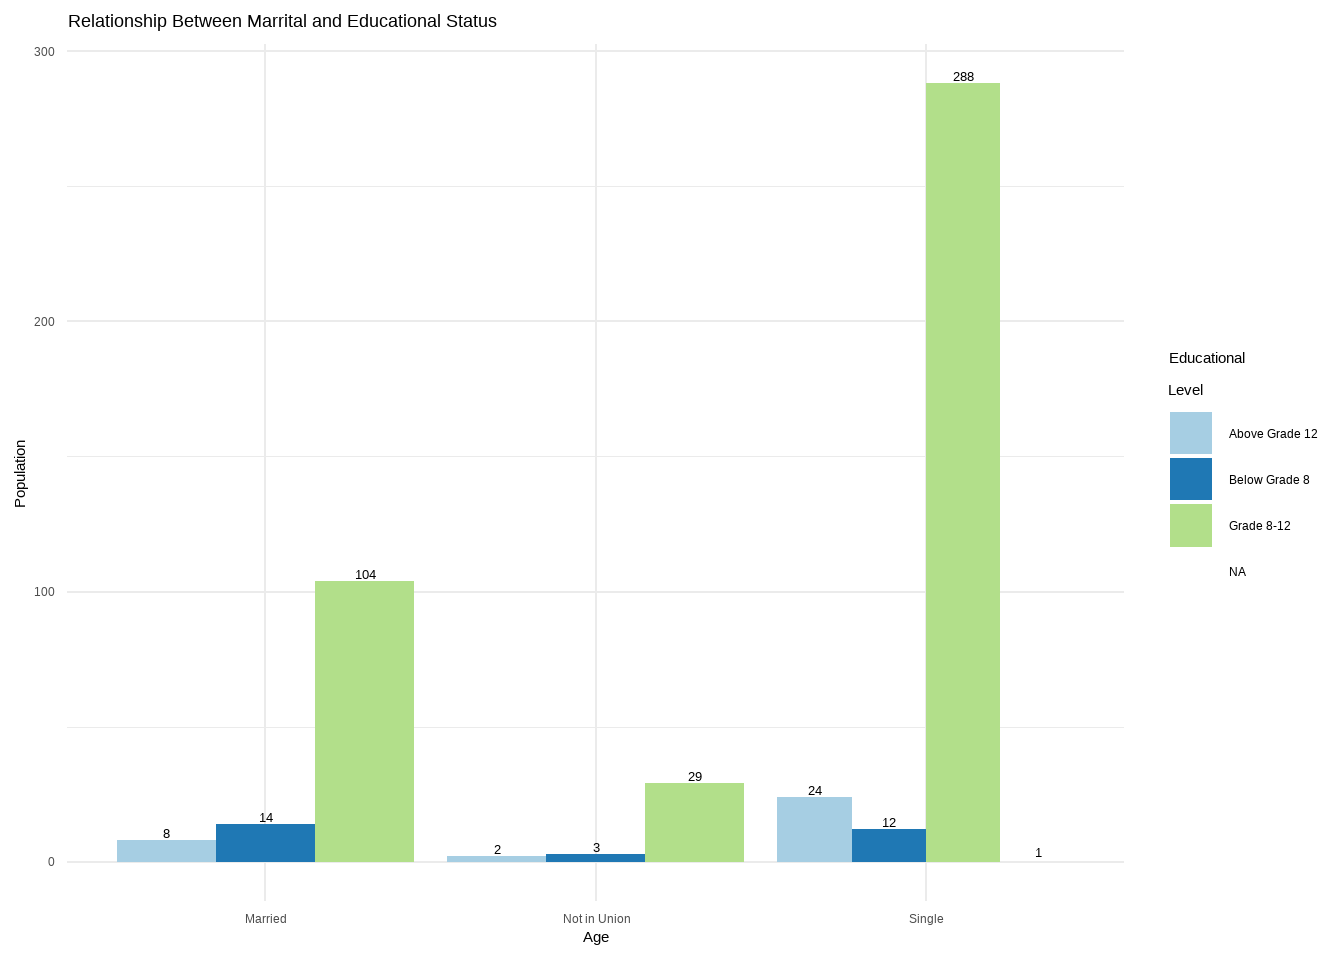 Relationship Between Marrital and Educational Status
300
200
100
0
Population
288
104
29
24
14
12
8
3
2
1
Married
Not in Union
Single
Age
Educational
Level
Above Grade 12
Below Grade 8
Grade 8-12
NA